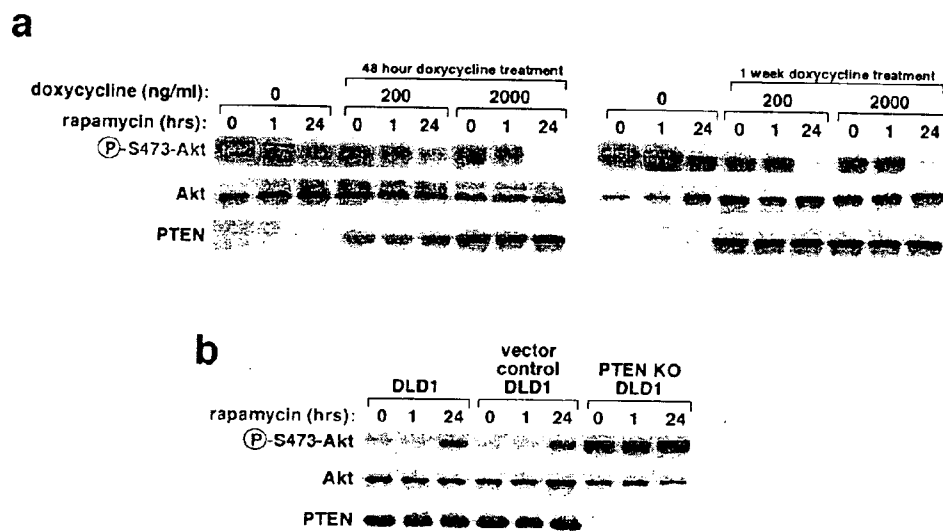 a
48 hour doxycycline treatment
1 week doxycycline treatment
doxycycline (ng/ml): 0 200 2000 0 200 2000
rapamycin (hrs): 0 1 24 0 1 24 0 1 24 0 1 24 0 1 24 0 1 24
Ⓟ-S473-Akt
Akt
PTEN
b
DLD1
vector control DLD1
PTEN KO DLD1
rapamycin (hrs): 0 1 24 0 1 24 0 1 24
Ⓟ-S473-Akt
Akt
PTEN